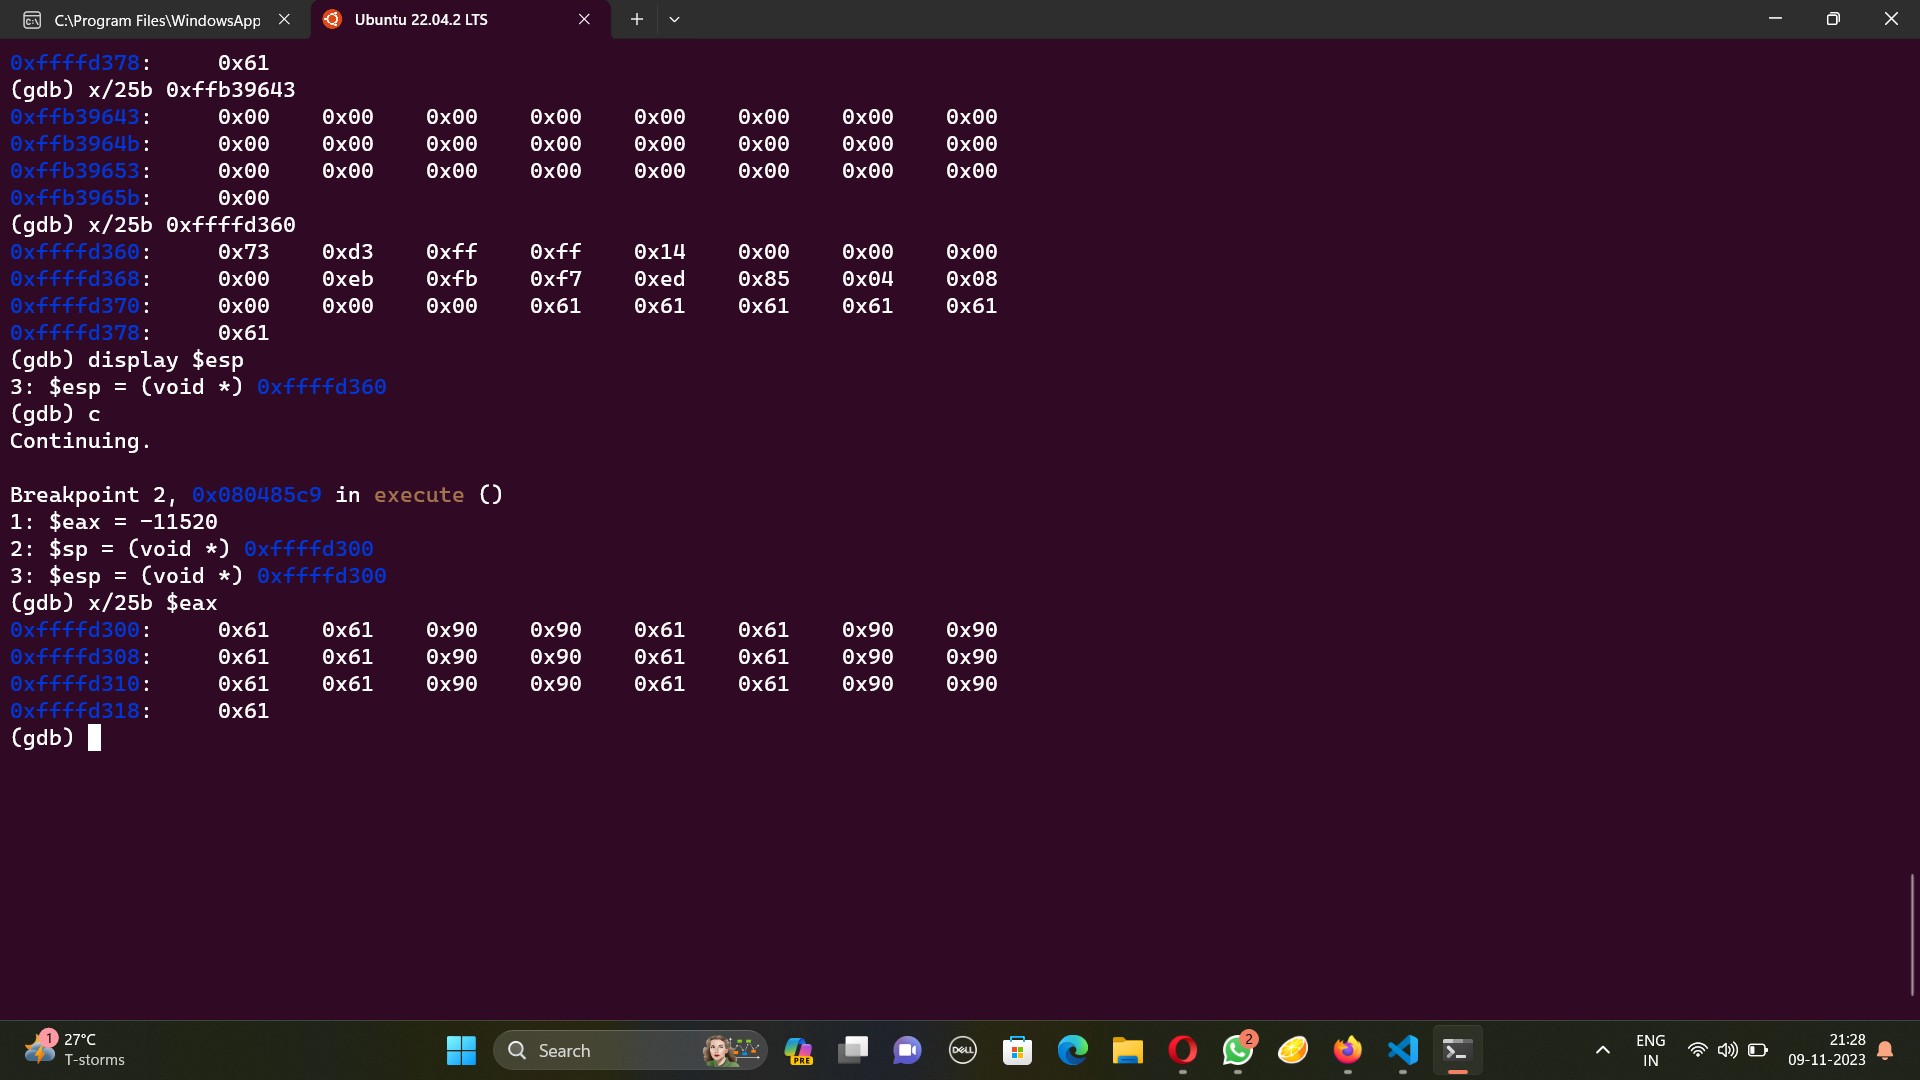 C:\Program Files\WindowsApp
Ubuntu 22.04.2 LTS
0xffffd378:     0x61
(gdb) x/25b 0xffb39643
0xffb39643:     0x00    0x00    0x00    0x00    0x00    0x00    0x00    0x00
0xffb3964b:     0x00    0x00    0x00    0x00    0x00    0x00    0x00    0x00
0xffb39653:     0x00    0x00    0x00    0x00    0x00    0x00    0x00    0x00
0xffb3965b:     0x00
(gdb) x/25b 0xffffd360
0xffffd360:     0x73    0xd3    0xff    0xff    0x14    0x00    0x00    0x00
0xffffd368:     0x00    0xeb    0xfb    0xf7    0xed    0x85    0x04    0x08
0xffffd370:     0x00    0x00    0x00    0x61    0x61    0x61    0x61    0x61
0xffffd378:     0x61
(gdb) display $esp
3: $esp = (void *) 0xffffd360
(gdb) c
Continuing.
Breakpoint 2, 0x080485c9 in execute ()
1: $eax = -11520
2: $sp = (void *) 0xffffd300
3: $esp = (void *) 0xffffd300
(gdb) x/25b $eax
0xffffd300:     0x61    0x61    0x90    0x90    0x61    0x61    0x90    0x90
0xffffd308:     0x61    0x61    0x90    0x90    0x61    0x61    0x90    0x90
0xffffd310:     0x61    0x61    0x90    0x90    0x61    0x61    0x90    0x90
0xffffd318:     0x61
(gdb)
1
27°C
T-storms
Search
PRE
DELL
2
ENG
IN
21:28
09-11-2023